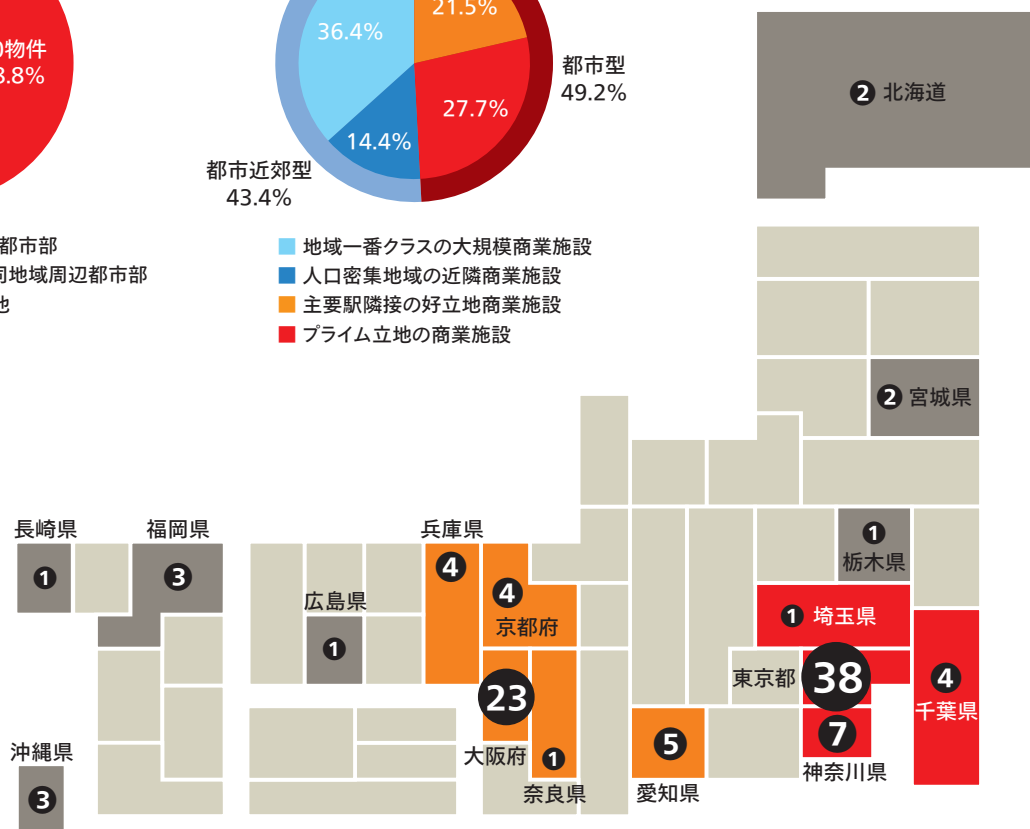 物件
.8%
36.4%
21.5%
27.7%
14.4%
都市型
49.2%
都市近郊型
43.4%
都市部
同地域周辺都市部
地域一番クラスの大規模商業施設
人口密集地域の近隣商業施設
主要駅隣接の好立地商業施設
プライム立地の商業施設
2 北海道
2 宮城県
1
栃木県
1 埼玉県
東京都 38
4
千葉県
7
神奈川県
長崎県
1
福岡県
3
広島県
1
兵庫県
4
4
京都府
23
大阪府
1
奈良県
5
愛知県
沖縄県
3